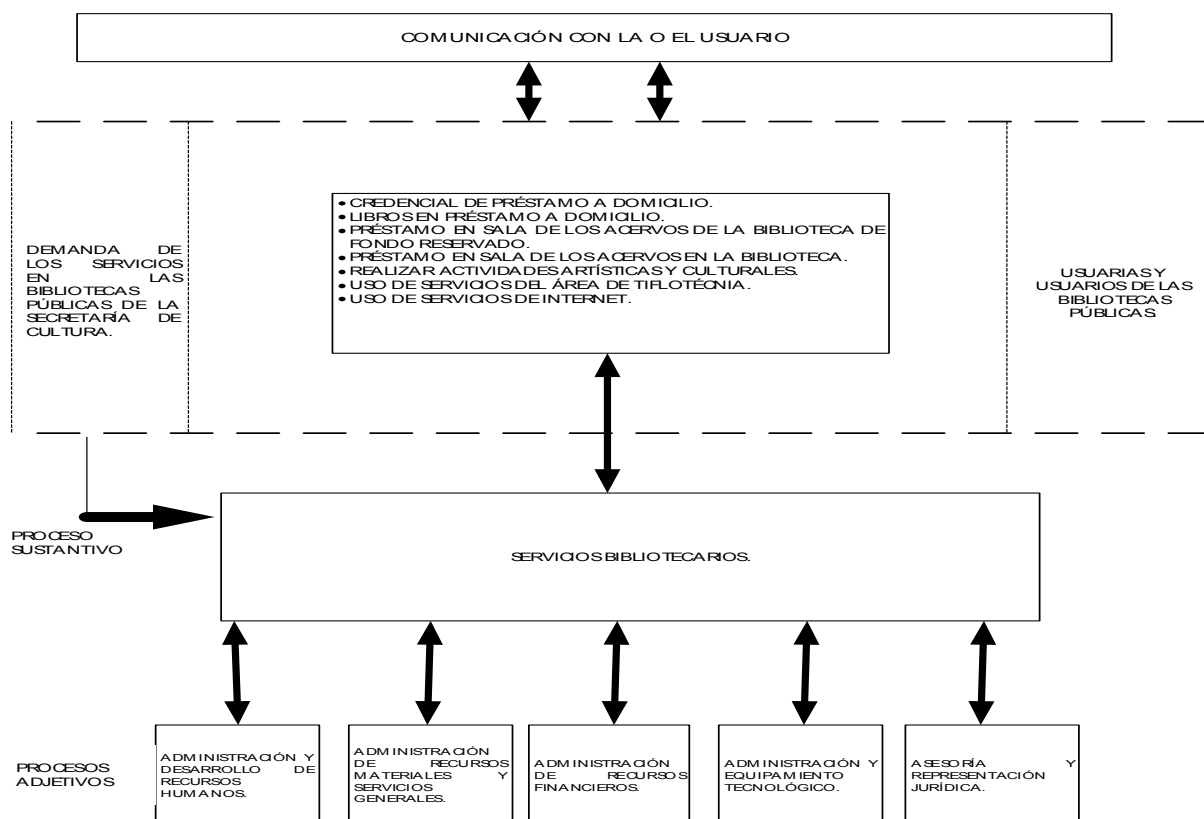 COMUNICACIÓN CON LA O EL USUARIO
DEMANDA DE
LOS SERVICIOS
EN LAS
BIBLIOTECAS
PÚBLICAS DE LA
SECRETARÍA DE
CULTURA.
• CREDENCIAL DE PRÉSTAMO A DOMICILIO.
• LIBROS EN PRÉSTAMO A DOMICILIO.
• PRÉSTAMO EN SALA DE LOS ACERVOS DE LA BIBLIOTECA DE
FONDO RESERVADO.
• PRÉSTAMO EN SALA DE LOS ACERVOS EN LA BIBLIOTECA.
• REALIZAR ACTIVIDADES ARTÍSTICAS Y CULTURALES.
• USO DE SERVICIOS DEL ÁREA DE TIFLOTÉCNIA.
• USO DE SERVICIOS DE INTERNET.
USUARIAS Y
USUARIOS DE LAS
BIBLIOTECAS
PÚBLICAS.
PROCESO
SUSTANTIVO
SERVICIOS BIBLIOTECARIOS.
PROCESOS
ADJETIVOS
ADMINISTRACIÓN Y
DESARROLLO DE
RECURSOS
HUMANOS.
ADMINISTRACIÓN
DE RECURSOS
MATERIALES Y
SERVICIOS
GENERALES.
ADMINISTRACIÓN
DE RECURSOS
FINANCIEROS.
ADMINISTRACIÓN Y
EQUIPAMIENTO
TECNOLÓGICO.
ASESORÍA Y
REPRESENTACIÓN
JURÍDICA.